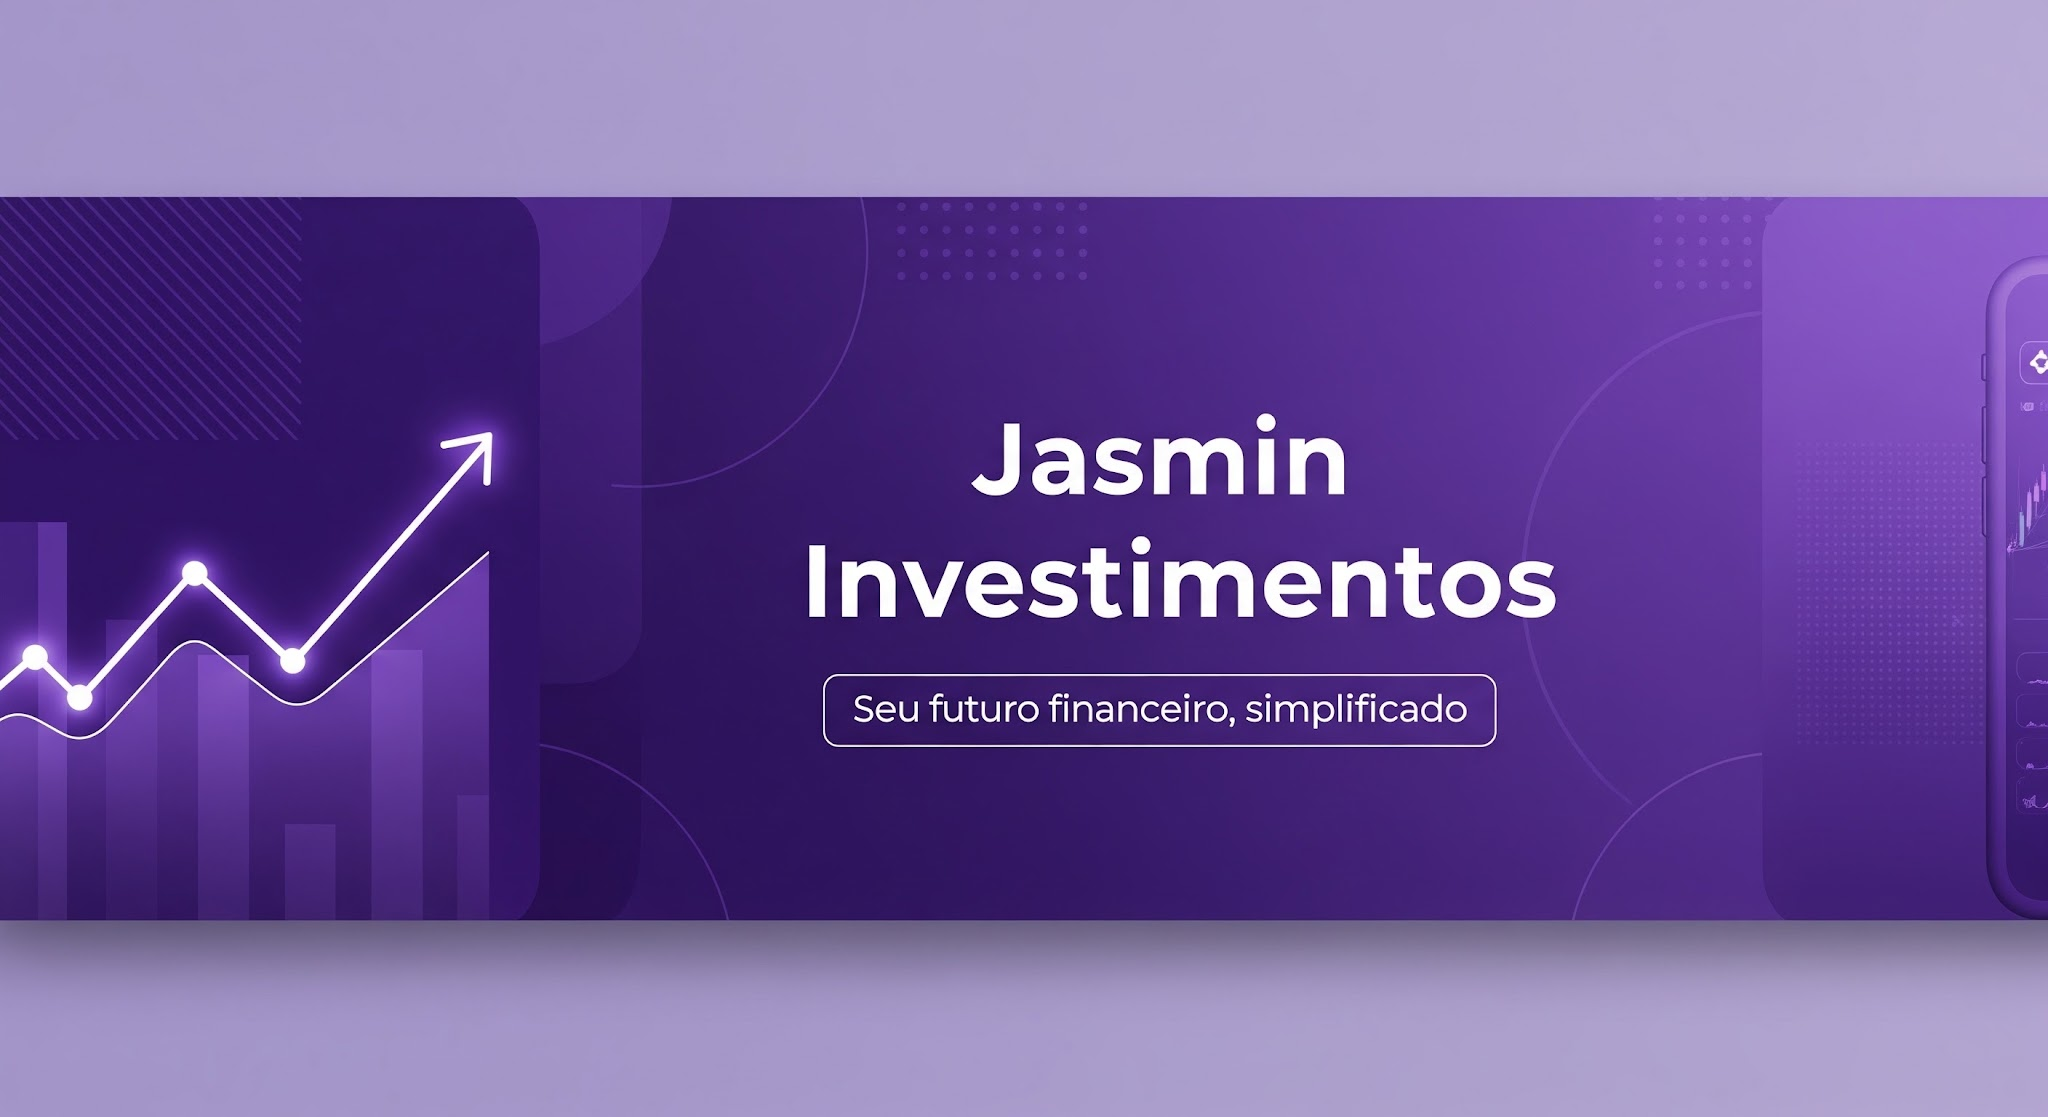 Jasmin
Investimentos
Seu futuro financeiro, simplificado